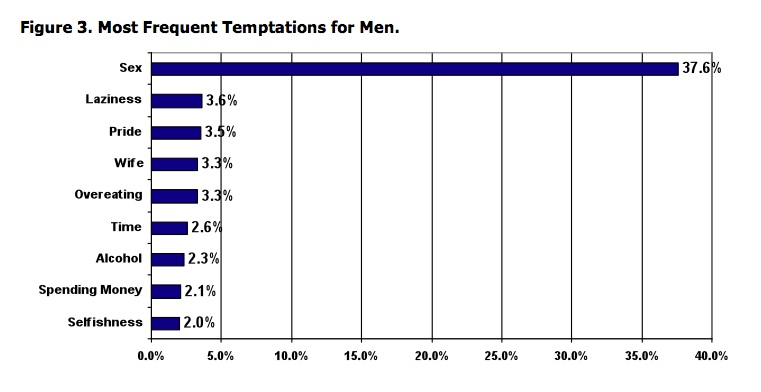 Figure 3. Most Frequent Temptations for Men.
Sex 37.6%
Laziness 3.6%
Pride 3.5%
Wife 3.3%
Overeating 3.3%
Time 2.6%
Alcohol 2.3%
Spending Money 2.1%
Selfishness 2.0%
0.0% 5.0% 10.0% 15.0% 20.0% 25.0% 30.0% 35.0% 40.0%